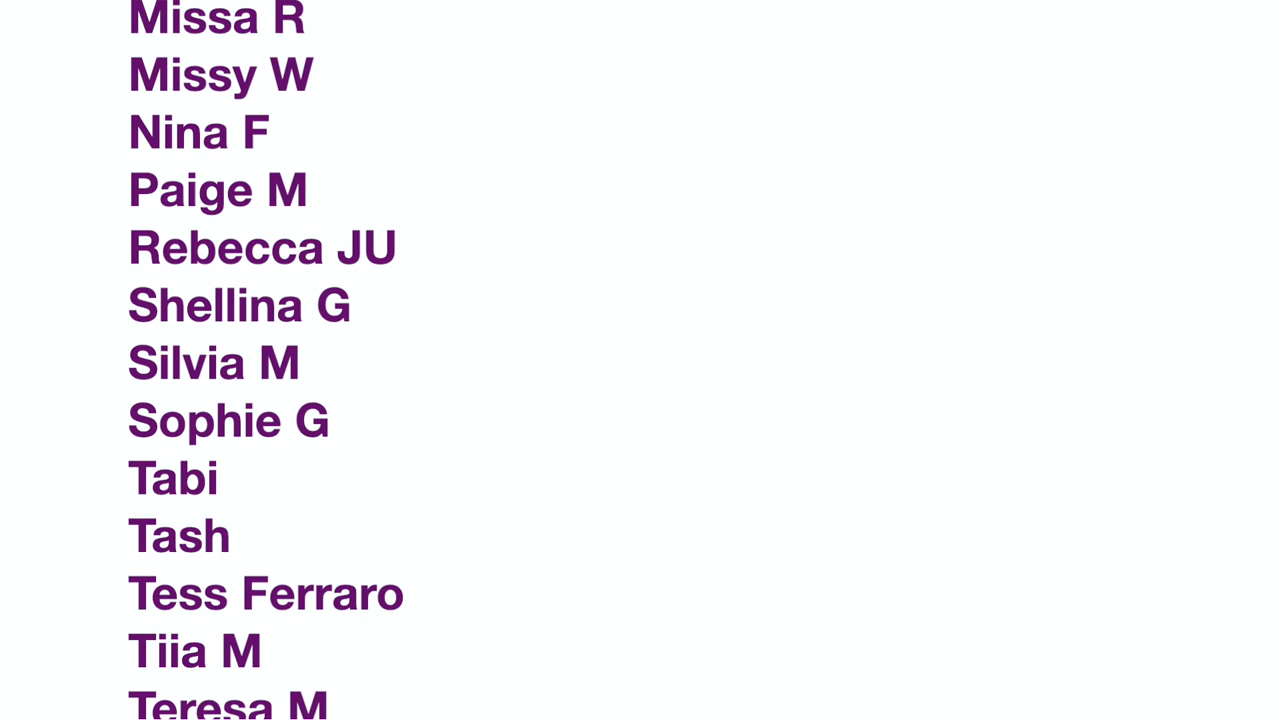 Missa R
Missy W
Nina F
Paige M
Rebecca JU
Shellina G
Silvia M
Sophie G
Tabi
Tash
Tess Ferraro
Tiia M
Teresa M